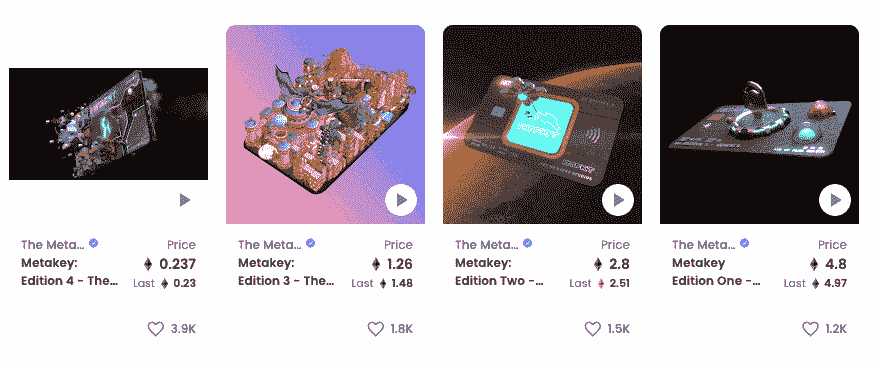 The Meta... Price
Metakey: 0.237
Edition 4 - The... Last 0.23
3.9K
The Meta... Price
Metakey: 1.26
Edition 3 - The... Last 1.48
1.8K
The Meta... Price
Metakey: 2.8
Edition Two -... Last 2.51
1.5K
The Meta... Price
Metakey 4.8
Edition One -... Last 4.97
1.2K